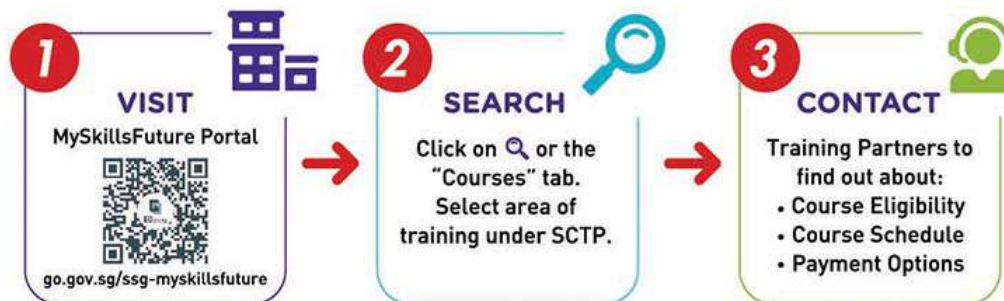 1
VISIT
MySkillsFuture Portal
go.gov.sg/ssg-myskillsfuture
2
SEARCH
Click on or the
"Courses" tab.
Select area of
training under SCTP.
3
CONTACT
Training Partners to
find out about:
• Course Eligibility
• Course Schedule
• Payment Options